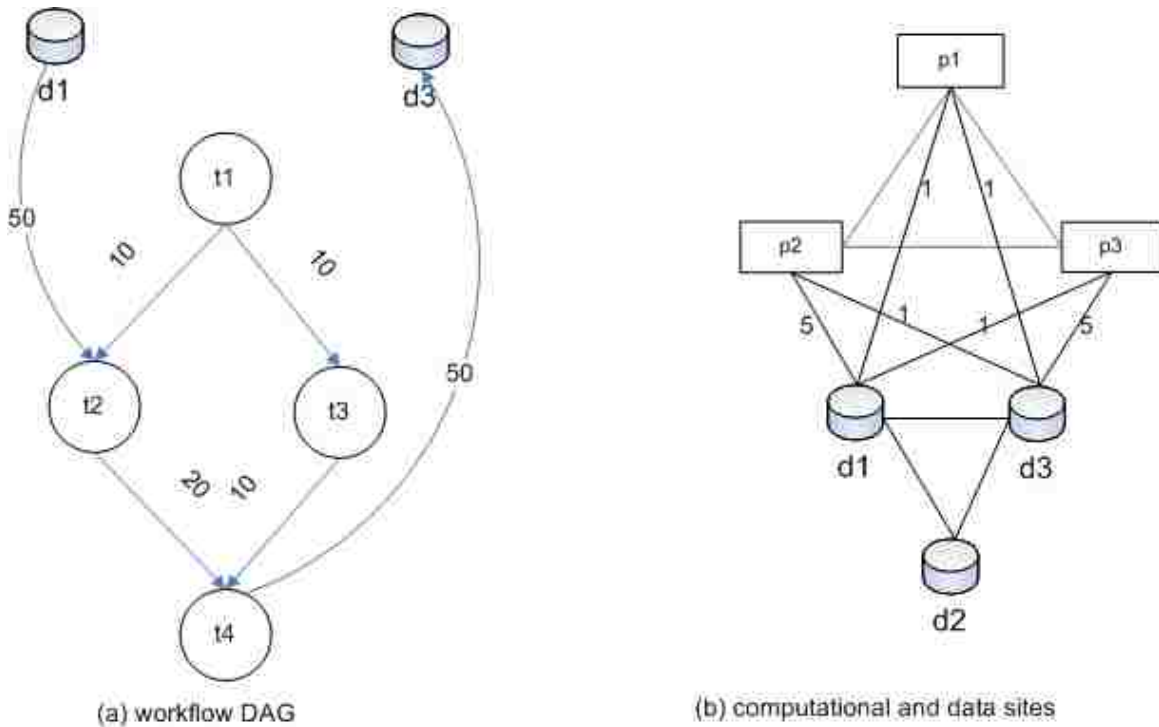 d1
d3
t1
50
10
10
t2
t3
50
20
10
t4
(a) workflow DAG
p1
1
1
p2
p3
5
1
1
5
d1
d3
d2
(b) computational and data sites